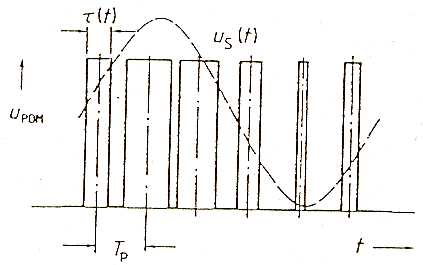 τ(t)
u_S(t)
u_PDM
T_P
t